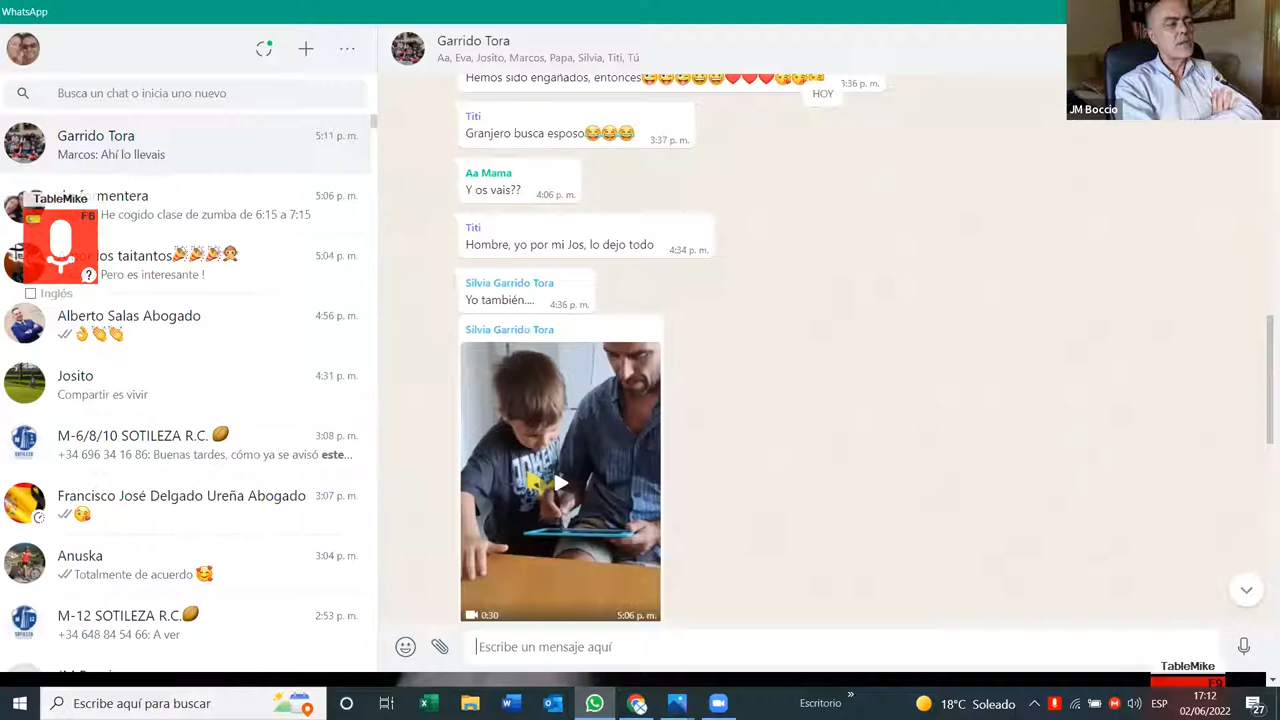 WhatsApp
Garrido Tora
Aa, Eva, Josito, Marcos, Papa, Silvia, Titi, Tú
JM Boccio
Busca un chat o inicia uno nuevo
Garrido Tora
5:11 p. m.
Marcos: Ahí lo llevais
mentera
5:06 p. m.
He cogido clase de zumba de 6:15 a 7:15
TableMike
F6
?
Inglés
por los taitantos🎉🎉🎉🐵
5:04 p. m.
Pero es interesante !
Alberto Salas Abogado
4:56 p. m.
👌👏👏
Josito
4:31 p. m.
Compartir es vivir
M-6/8/10 SOTILEZA R.C. 🏉
3:08 p. m.
+34 696 34 16 86: Buenas tardes, cómo ya se avisó este...
Francisco José Delgado Ureña Abogado
3:07 p. m.
🥰
Anuska
3:04 p. m.
Totalmente de acuerdo 🥰
M-12 SOTILEZA R.C.🏉
2:53 p. m.
+34 648 84 54 66: A ver
Hemos sido engañados, entonces😜😜😜😅😅❤❤❤😘😘😘
3:36 p. m.
HOY
Titi
Granjero busca esposo😂😂😂
3:37 p. m.
Aa Mama
Y os vais??
4:06 p. m.
Titi
Hombre, yo por mi Jos, lo dejo todo
4:34 p. m.
Silvia Garrido Tora
Yo también....
4:36 p. m.
Silvia Garrido Tora
0:30
5:06 p. m.
Escribe un mensaje aquí
TableMike
F9
Escribe aquí para buscar
Escritorio
»
18°C Soleado
ESP
17:12
02/06/2022
27